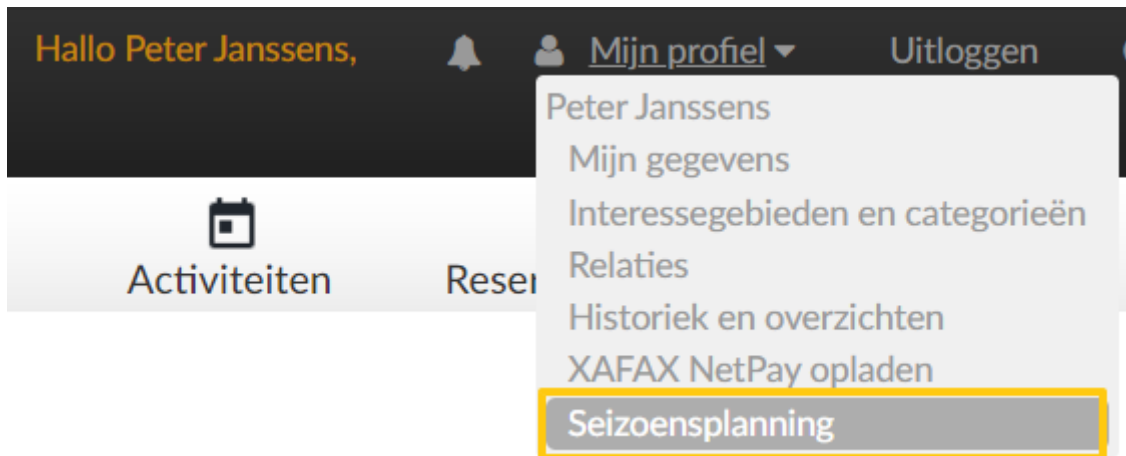 Hallo Peter Janssens,
Mijn profiel
Uitloggen
Peter Janssens
Mijn gegevens
Interessegebieden en categorieën
Relaties
Historiek en overzichten
XAFAX NetPay opladen
Seizoensplanning
Activiteiten